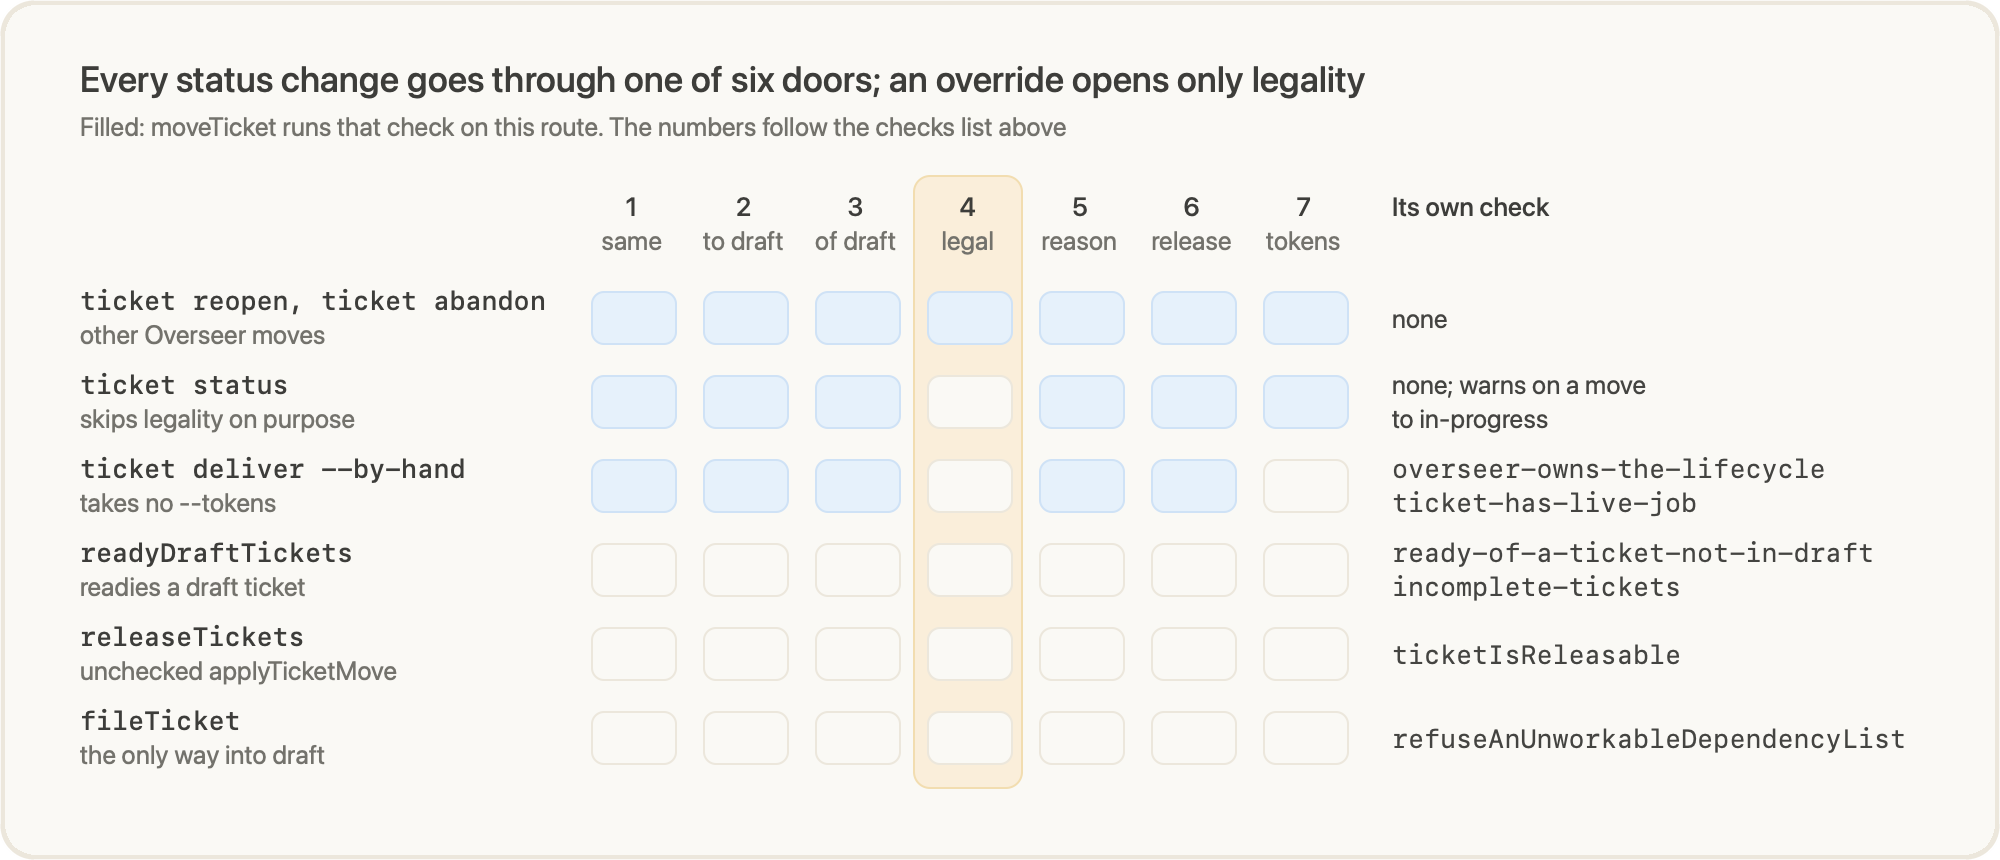 Every status change goes through one of six doors; an override opens only legality
Filled: moveTicket runs that check on this route. The numbers follow the checks list above
1 2 3 4 5 6 7 Its own check
same to draft of draft legal reason release tokens
ticket reopen, ticket abandon
other Overseer moves
none
ticket status
skips legality on purpose
none; warns on a move
to in-progress
ticket deliver --by-hand
takes no --tokens
overseer-owns-the-lifecycle
ticket-has-live-job
readyDraftTickets
readies a draft ticket
ready-of-a-ticket-not-in-draft
incomplete-tickets
releaseTickets
unchecked applyTicketMove
ticketIsReleasable
fileTicket
the only way into draft
refuseAnUnworkableDependencyList